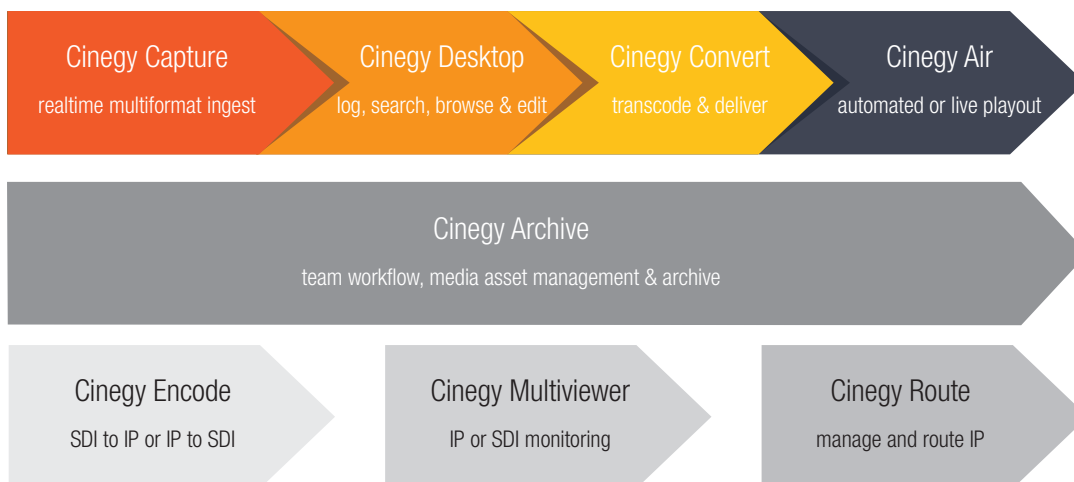 Cinegy Capture
realtime multiformat ingest
Cinegy Desktop
log, search, browse & edit
Cinegy Convert
transcode & deliver
Cinegy Air
automated or live playout
Cinegy Archive
team workflow, media asset management & archive
Cinegy Encode
SDI to IP or IP to SDI
Cinegy Multiviewer
IP or SDI monitoring
Cinegy Route
manage and route IP